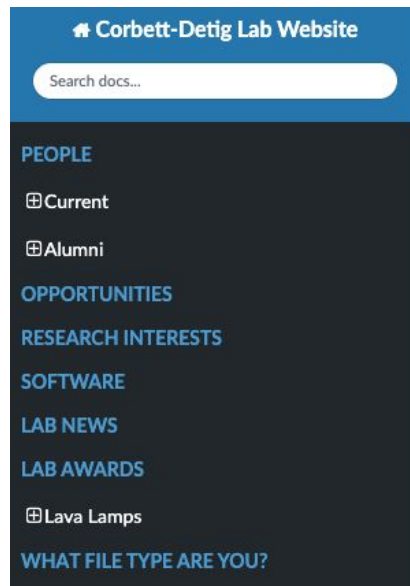 Corbett-Detig Lab Website
Search docs...
PEOPLE
Current
Alumni
OPPORTUNITIES
RESEARCH INTERESTS
SOFTWARE
LAB NEWS
LAB AWARDS
Lava Lamps
WHAT FILE TYPE ARE YOU?